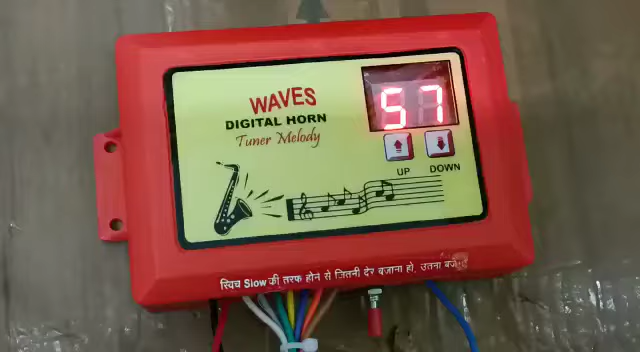 WAVES
57
DIGITAL HORN
Tuner Melody
UP DOWN
स्विच Slow की तरफ होने से जितनी देर बजाना हो, उतना